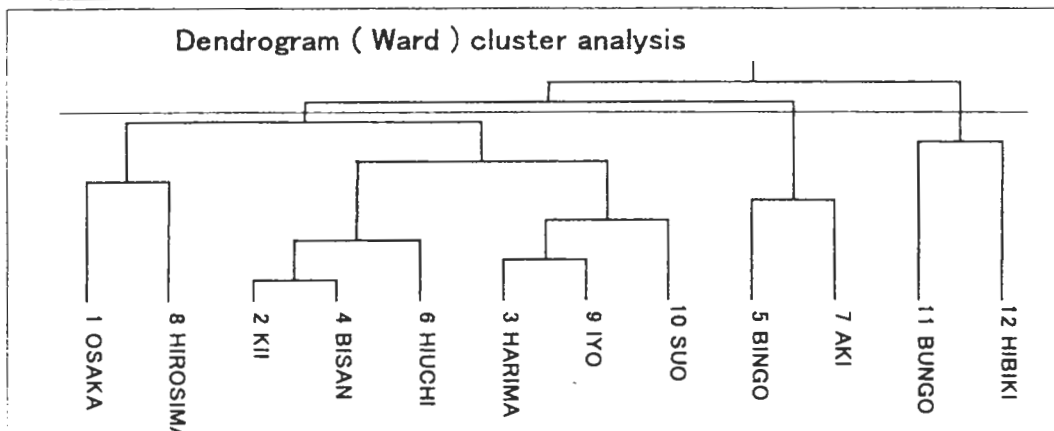 Dendrogram ( Ward ) cluster analysis
1 OSAKA
8 HIROSIMA
2 KII
4 BISAN
6 HIUCHI
3 HARIMA
9 IYO
10 SUO
5 BINGO
7 AKI
11 BUNGO
12 HIBIKI